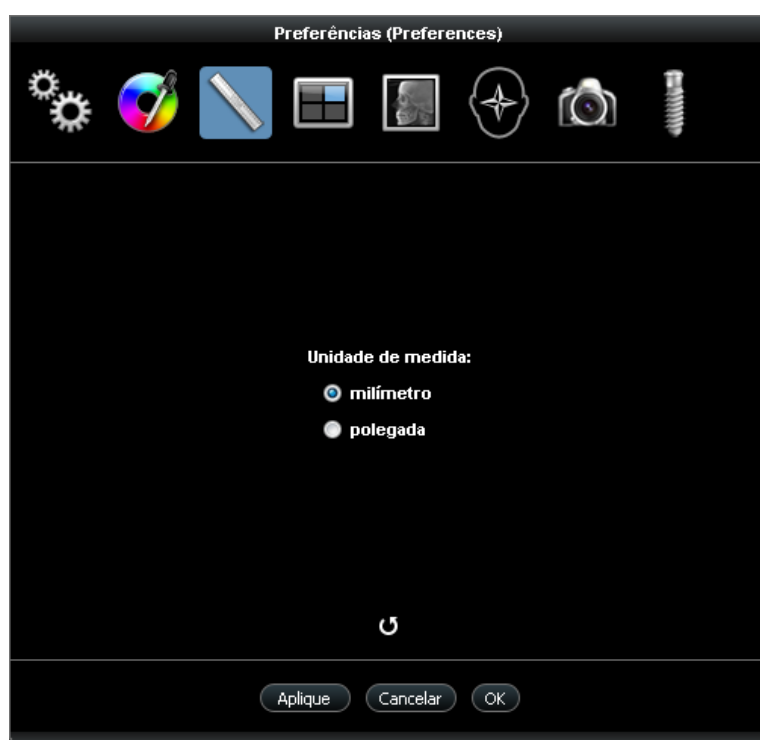 Preferências (Preferences)
Unidade de medida:
milímetro
polegada
Aplique Cancelar OK